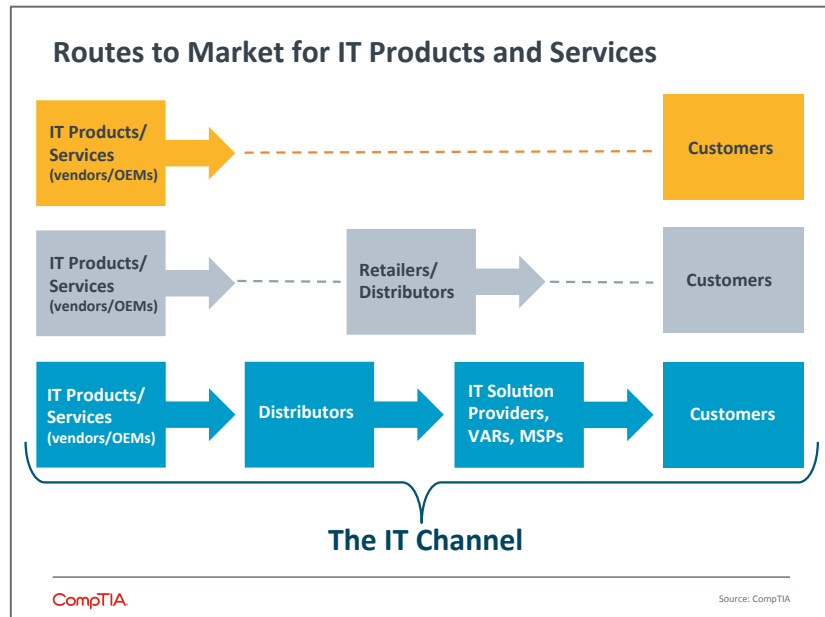 Routes to Market for IT Products and Services
IT Products/
Services
(vendors/OEMs)
Customers
IT Products/
Services
(vendors/OEMs)
Retailers/
Distributors
Customers
IT Products/
Services
(vendors/OEMs)
Distributors
IT Solution
Providers,
VARs, MSPs
Customers
The IT Channel
CompTIA.
Source: CompTIA